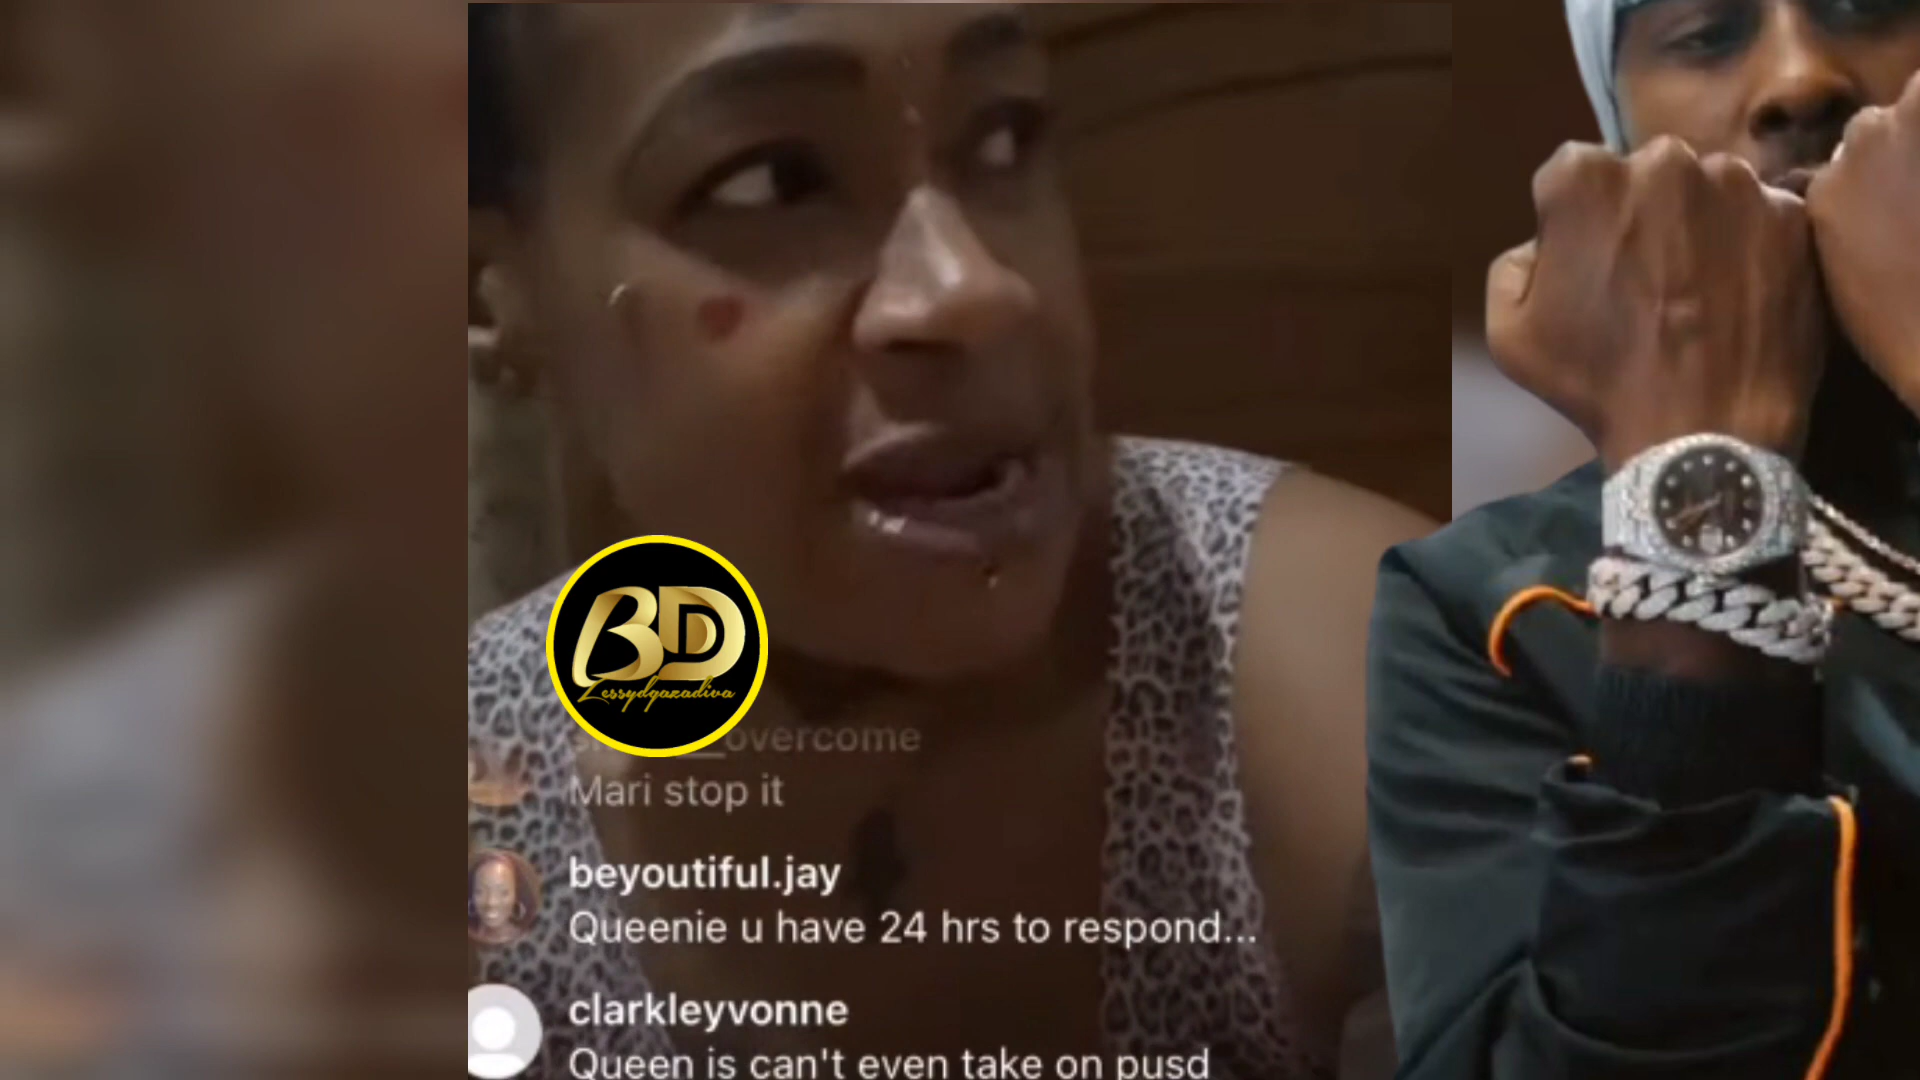 BD
Lessydgazadiva
overcome
Mari stop it
beyoutiful.jay
Queenie u have 24 hrs to respond...
clarkleyvonne
Queen is can't even take on pusd